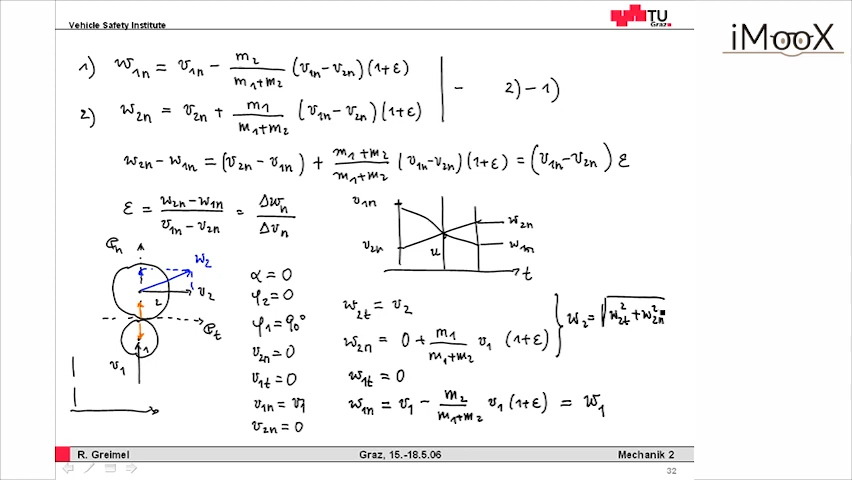 Vehicle Safety Institute
TU
Graz
iMooX
1) w₁ₙ = v₁ₙ − m₂/(m₁+m₂) (v₁ₙ−v₂ₙ)(1+ε)
− 2)−1)
2) w₂ₙ = v₂ₙ + m₁/(m₁+m₂) (v₁ₙ−v₂ₙ)(1+ε)
w₂ₙ−w₁ₙ = (v₂ₙ−v₁ₙ) + (m₁+m₂)/(m₁+m₂) (v₁ₙ−v₂ₙ)(1+ε) = (v₁ₙ−v₂ₙ) ε
ε = (w₂ₙ−w₁ₙ)/(v₁ₙ−v₂ₙ) = Δwₙ/Δvₙ
v₁ₙ
w₂ₙ
v₂ₙ
u
w₁ₙ
t
w₂
v₂
2
1
v₁
α=0
φ₂=0
φ₁=90°
v₂ₙ=0
v₁ₜ=0
v₁ₙ=v₁
v₂ₙ=0
w₂ₜ = v₂
w₂ₙ = 0 + m₁/(m₁+m₂) v₁ (1+ε)
w₂ = √(w₂ₜ² + w₂ₙ²)
w₁ₜ = 0
w₁ₙ = v₁ − m₂/(m₁+m₂) v₁ (1+ε) = w₁
R. Greimel
Graz, 15.-18.5.06
Mechanik 2
32